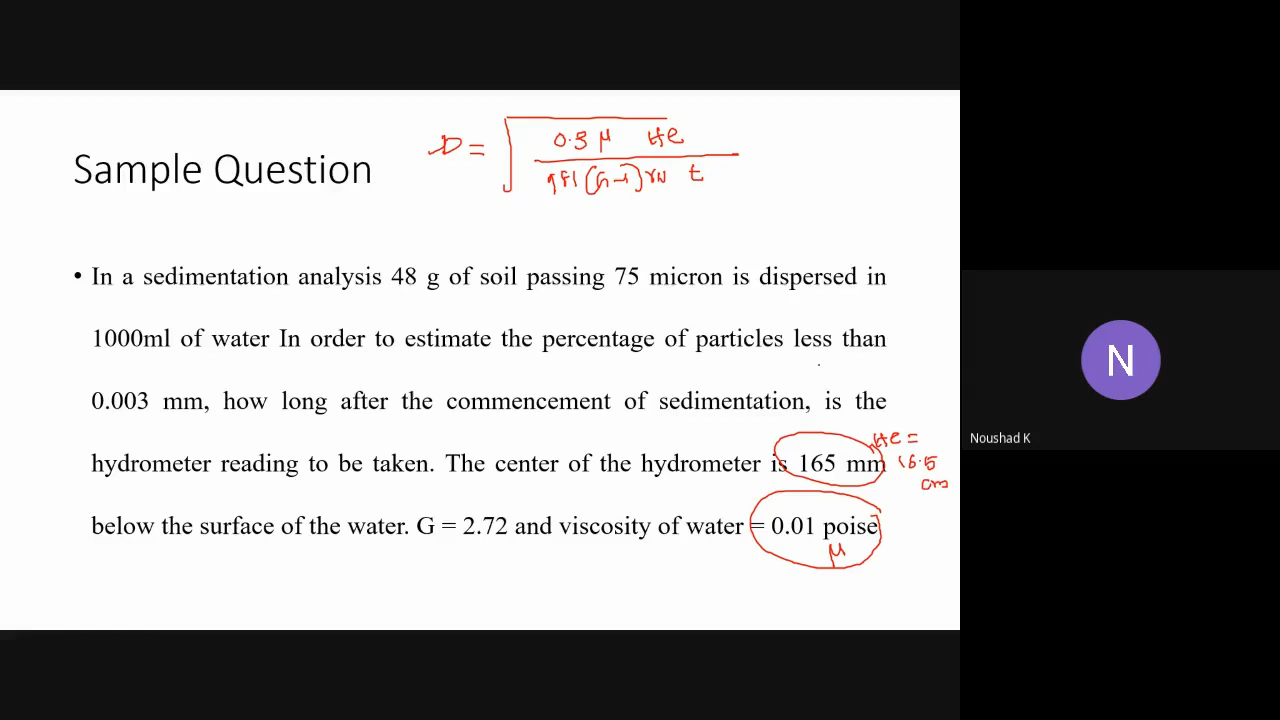 D = √ 0.3 μ He
981 (G-1) γw t
Sample Question
• In a sedimentation analysis 48 g of soil passing 75 micron is dispersed in
1000ml of water In order to estimate the percentage of particles less than
0.003 mm, how long after the commencement of sedimentation, is the
hydrometer reading to be taken. The center of the hydrometer is 165 mm
He =
16.5
cm
below the surface of the water. G = 2.72 and viscosity of water = 0.01 poise
μ
N
Noushad K